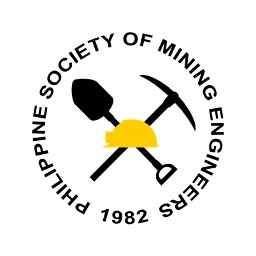 PHILIPPINE SOCIETY OF MINING ENGINEERS
1982